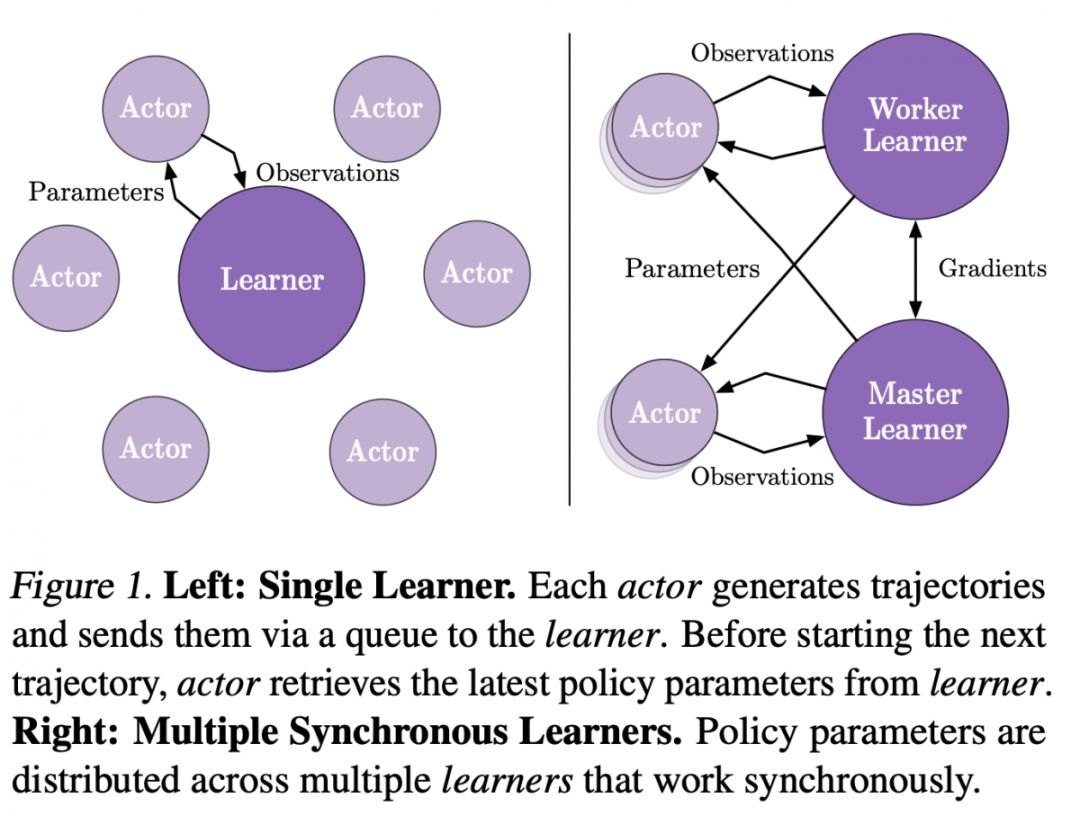 Actor
Actor
Observations
Parameters
Actor
Learner
Actor
Actor
Actor
Observations
Actor
Worker
Learner
Parameters
Gradients
Actor
Master
Learner
Observations
Figure 1. Left: Single Learner. Each actor generates trajectories
and sends them via a queue to the learner. Before starting the next
trajectory, actor retrieves the latest policy parameters from learner.
Right: Multiple Synchronous Learners. Policy parameters are
distributed across multiple learners that work synchronously.